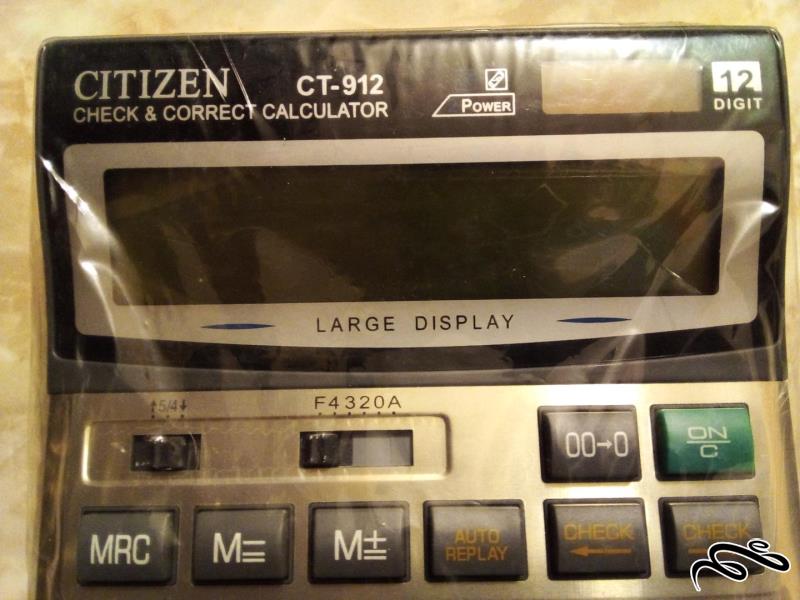 CITIZEN CT-912
CHECK & CORRECT CALCULATOR
POWER
12
DIGIT
LARGE DISPLAY
↑5/4↓
F4320A
00→0
ON
C
MRC
M=
M±
AUTO
REPLAY
CHECK
←
CHECK